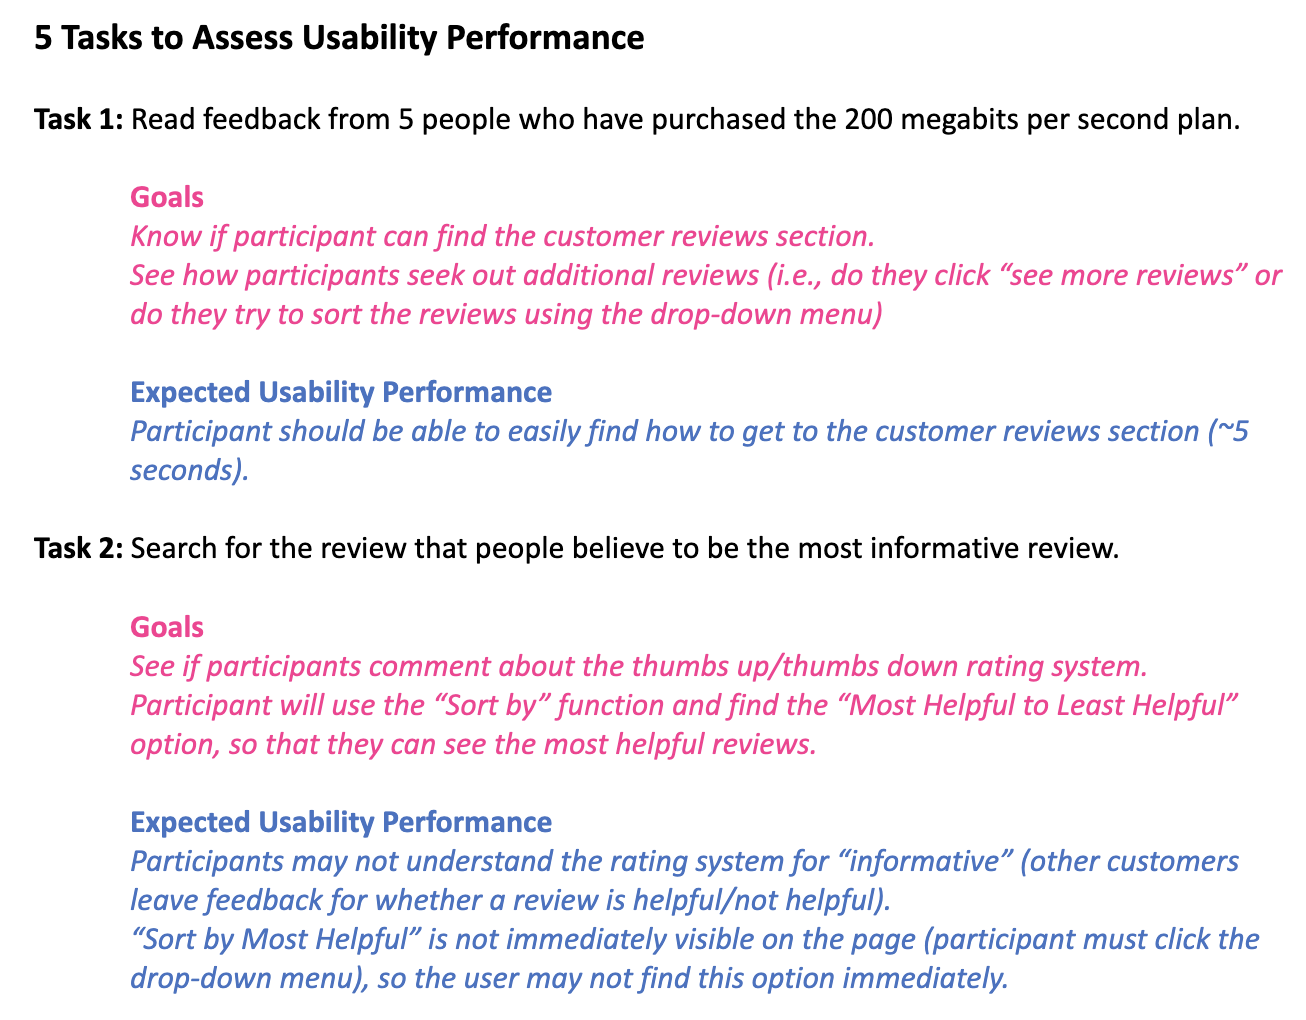 5 Tasks to Assess Usability Performance
Task 1: Read feedback from 5 people who have purchased the 200 megabits per second plan.
Goals
Know if participant can find the customer reviews section.
See how participants seek out additional reviews (i.e., do they click “see more reviews” or
do they try to sort the reviews using the drop-down menu)
Expected Usability Performance
Participant should be able to easily find how to get to the customer reviews section (~5
seconds).
Task 2: Search for the review that people believe to be the most informative review.
Goals
See if participants comment about the thumbs up/thumbs down rating system.
Participant will use the “Sort by” function and find the “Most Helpful to Least Helpful”
option, so that they can see the most helpful reviews.
Expected Usability Performance
Participants may not understand the rating system for “informative” (other customers
leave feedback for whether a review is helpful/not helpful).
“Sort by Most Helpful” is not immediately visible on the page (participant must click the
drop-down menu), so the user may not find this option immediately.